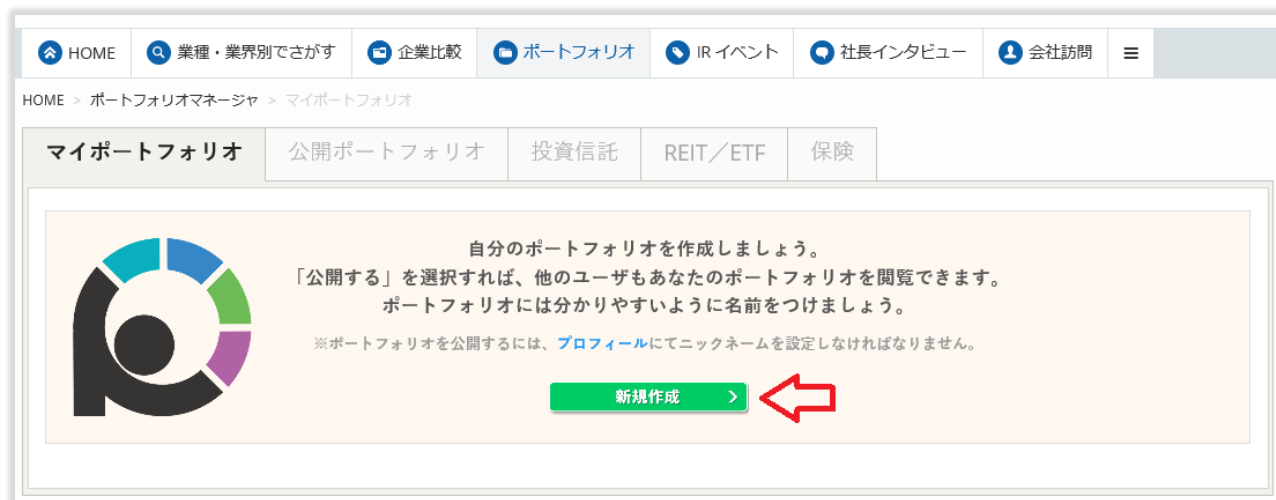 HOME 業種・業界別でさがす 企業比較 ポートフォリオ IR イベント 社長インタビュー 会社訪問
HOME > ポートフォリオマネージャ > マイポートフォリオ
マイポートフォリオ 公開ポートフォリオ 投資信託 REIT／ETF 保険
自分のポートフォリオを作成しましょう。
「公開する」を選択すれば、他のユーザもあなたのポートフォリオを閲覧できます。
ポートフォリオには分かりやすいように名前をつけましょう。
※ポートフォリオを公開するには、プロフィールにてニックネームを設定しなければなりません。
新規作成